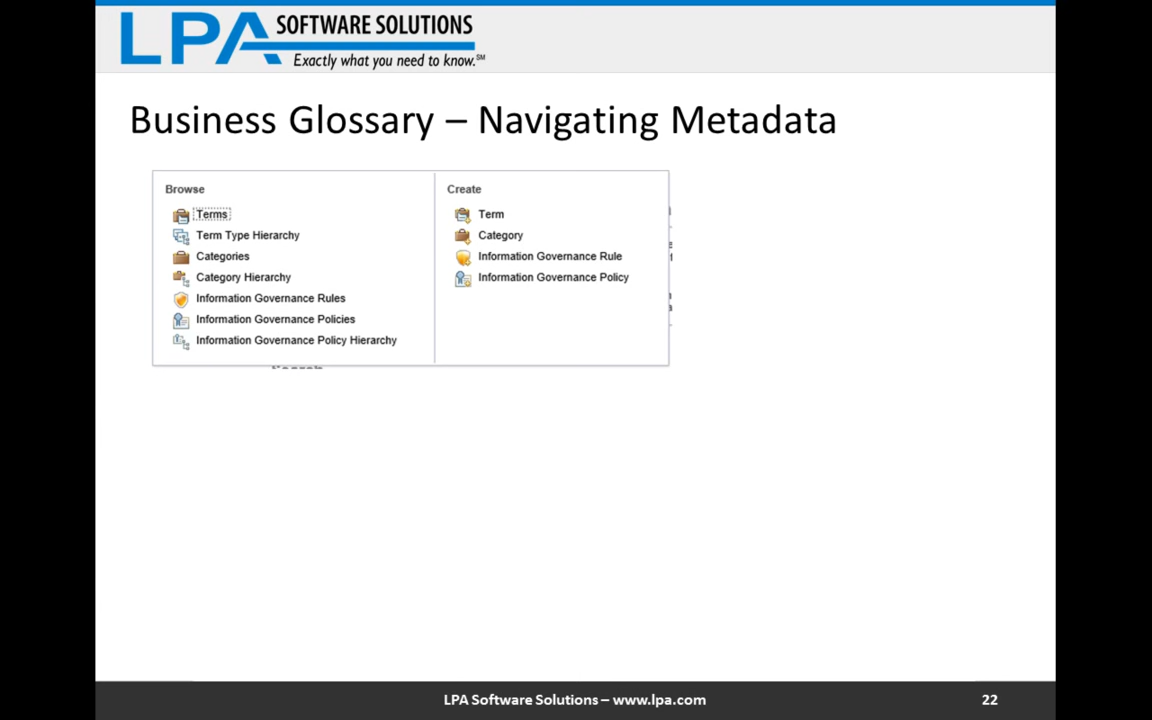 LPA SOFTWARE SOLUTIONS
Exactly what you need to know.℠
Business Glossary – Navigating Metadata
Browse
Terms
Term Type Hierarchy
Categories
Category Hierarchy
Information Governance Rules
Information Governance Policies
Information Governance Policy Hierarchy
Create
Term
Category
Information Governance Rule
Information Governance Policy
LPA Software Solutions – www.lpa.com
22